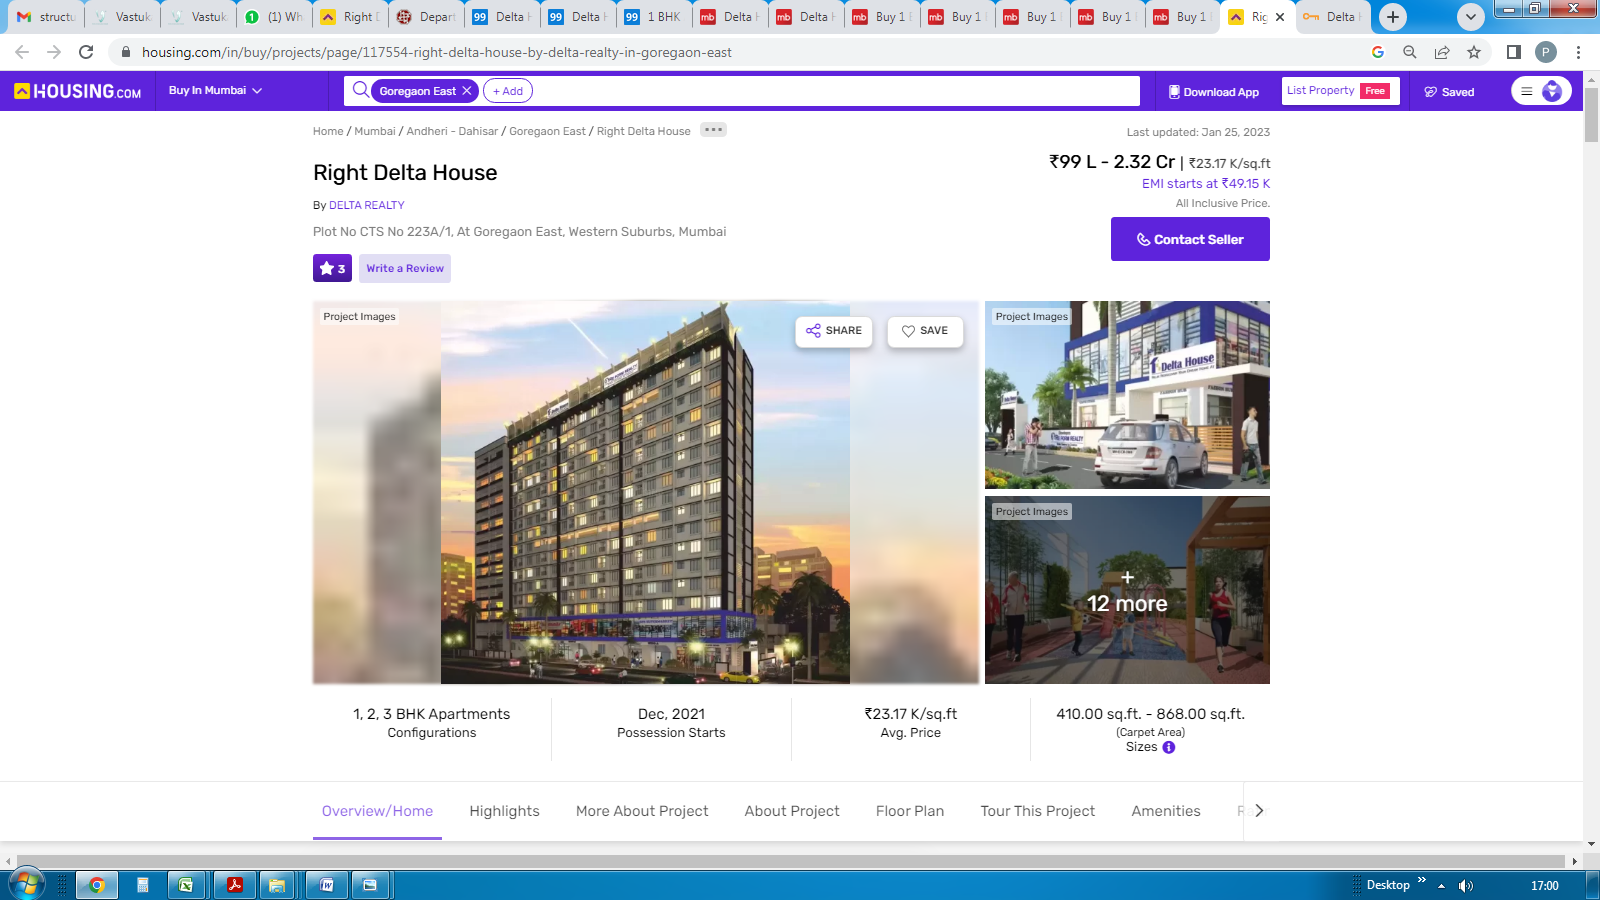 structu
Vastuk
Vastuk
(1) Wh
Right D
Depart
Delta H
Delta H
1 BHK
Delta H
Delta H
Buy 1
Buy 1
Buy 1
Buy 1
Buy 1
Rig
Delta H
housing.com/in/buy/projects/page/117554-right-delta-house-by-delta-realty-in-goregaon-east
P
HOUSING.COM
Buy In Mumbai
Goregaon East
+ Add
Download App
List Property Free
Saved
Home / Mumbai / Andheri - Dahisar / Goregaon East / Right Delta House
Last updated: Jan 25, 2023
Right Delta House
₹99 L - 2.32 Cr | ₹23.17 K/sq.ft
EMI starts at ₹49.15 K
By DELTA REALTY
All Inclusive Price.
Plot No CTS No 223A/1, At Goregaon East, Western Suburbs, Mumbai
Contact Seller
3
Write a Review
Project Images
SHARE
SAVE
Project Images
Delta House
Project Images
+
12 more
1, 2, 3 BHK Apartments
Configurations
Dec, 2021
Possession Starts
₹23.17 K/sq.ft
Avg. Price
410.00 sq.ft. - 868.00 sq.ft.
(Carpet Area)
Sizes
Overview/Home
Highlights
More About Project
About Project
Floor Plan
Tour This Project
Amenities
Desktop
17:00